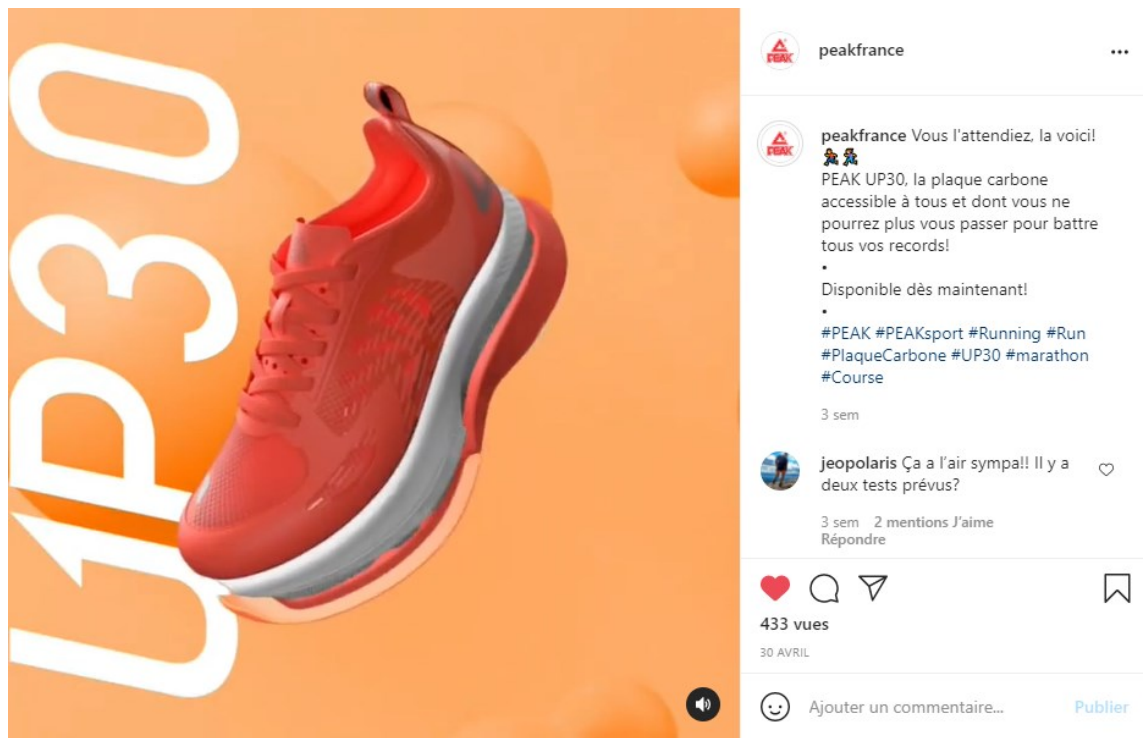 UP30
PEAK
peakfrance
PEAK
peakfrance Vous l'attendiez, la voici!
🏃🏃
PEAK UP30, la plaque carbone
accessible à tous et dont vous ne
pourrez plus vous passer pour battre
tous vos records!
•
Disponible dès maintenant!
•
#PEAK #PEAKsport #Running #Run
#PlaqueCarbone #UP30 #marathon
#Course
3 sem
jeopolaris Ça a l’air sympa!! Il y a
deux tests prévus?
3 sem 2 mentions J’aime
Répondre
433 vues
30 AVRIL
Ajouter un commentaire...
Publier